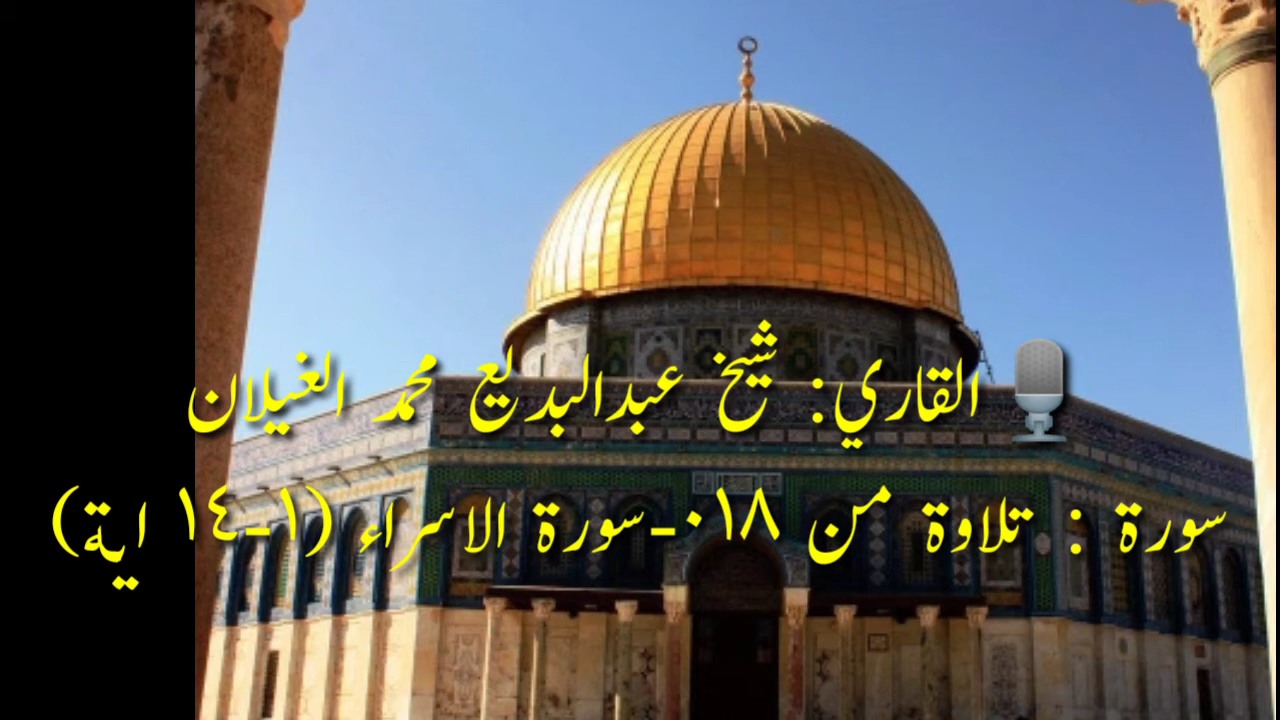 القاري: شيخ عبدالبديع محمد الغيلان
سورة : تلاوة من ٠١٨-سورة الاسراء (١-١٤ اية)